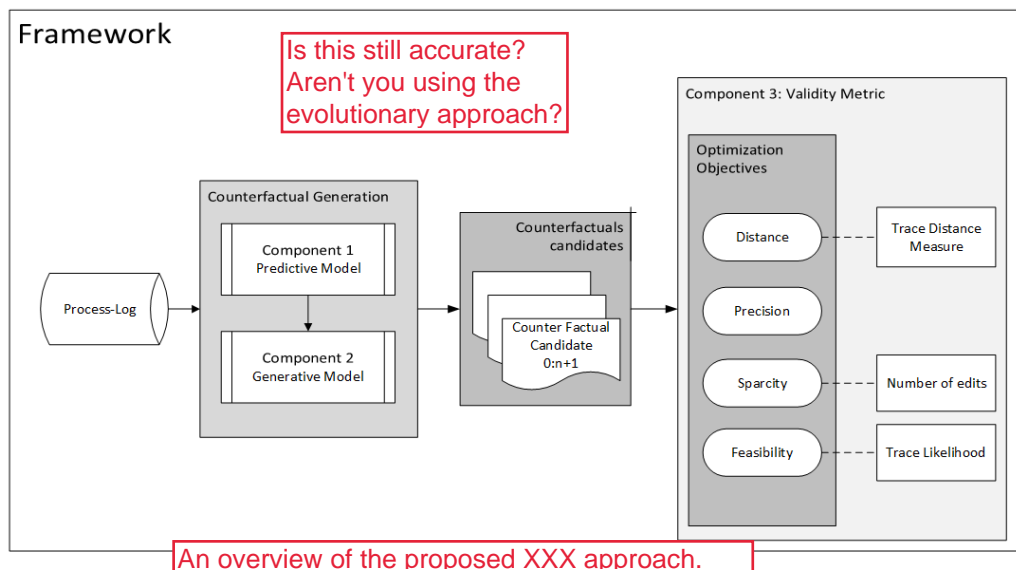 Framework
Is this still accurate?
Aren't you using the
evolutionary approach?
Process-Log
Counterfactual Generation
Component 1
Predictive Model
Component 2
Generative Model
Counterfactuals
candidates
Counter Factual
Candidate
0:n+1
Component 3: Validity Metric
Optimization
Objectives
Distance
Trace Distance
Measure
Precision
Sparcity
Number of edits
Feasibility
Trace Likelihood
An overview of the proposed XXX approach.